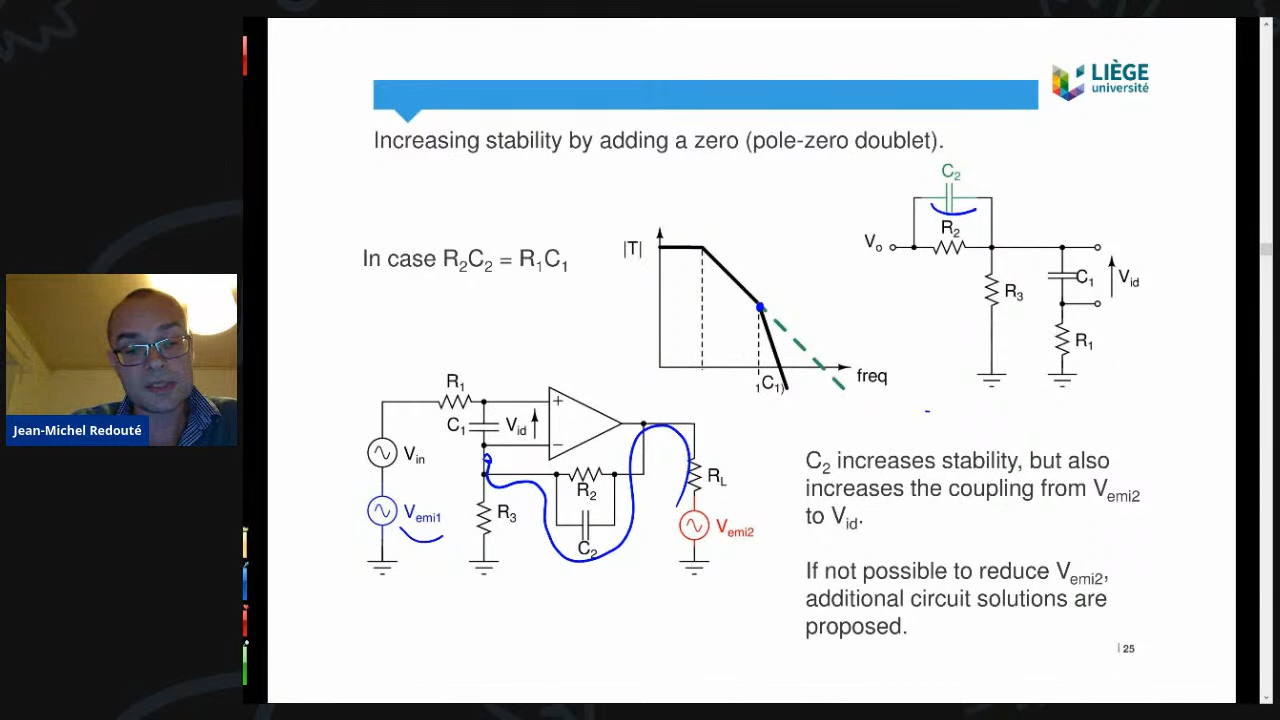 LIÈGE
université
Increasing stability by adding a zero (pole-zero doublet).
C2
R2
Vo
R3
C1
Vid
R1
In case R2C2 = R1C1
|T|
1C1)
freq
R1
C1
Vid
+
−
Vin
Vemi1
R3
R2
C2
RL
Vemi2
C2 increases stability, but also
increases the coupling from Vemi2
to Vid.
If not possible to reduce Vemi2,
additional circuit solutions are
proposed.
| 25
Jean-Michel Redouté